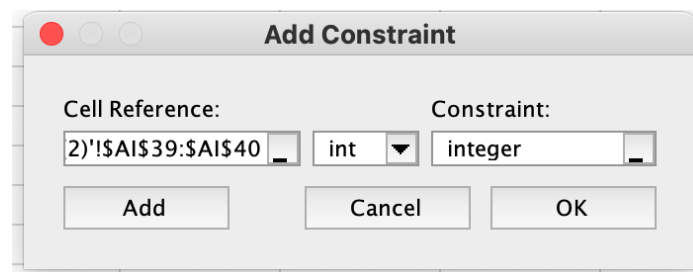 Add Constraint
Cell Reference: Constraint:
2)'!$AI$39:$AI$40 int integer
Add Cancel OK